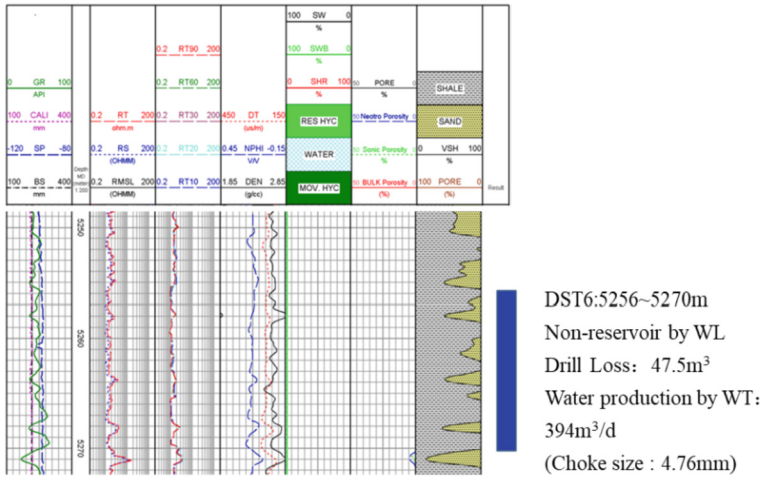 100 SW 0
%
0.2 RT90 200
100 SWB 0
%
0 GR 100
API
0.2 RT60 200
0 SHR 100
%
50 PORE 0
%
SHALE
100 CALI 400
mm
0.2 RT 200
ohm.m
0.2 RT30 200
450 DT 150
(us/m)
RES HYC
50 Neotro Porosity 0
SAND
-120 SP -80
mm
0.2 RS 200
(OHMM)
0.2 RT20 200
0.45 NPHI -0.15
V/V
WATER
50 Sonic Porosity 0
%
0 VSH 100
%
100 BS 400
mm
Depth
MD
(meter)
1:200
0.2 RMSL 200
(OHMM)
0.2 RT10 200
1.85 DEN 2.85
(g/cc)
MOV. HYC
50 BULK Porosity 0
(%)
100 PORE 0
(%)
Result
5250
5260
5270
DST6:5256~5270m
Non-reservoir by WL
Drill Loss：47.5m³
Water production by WT：
394m³/d
(Choke size : 4.76mm)